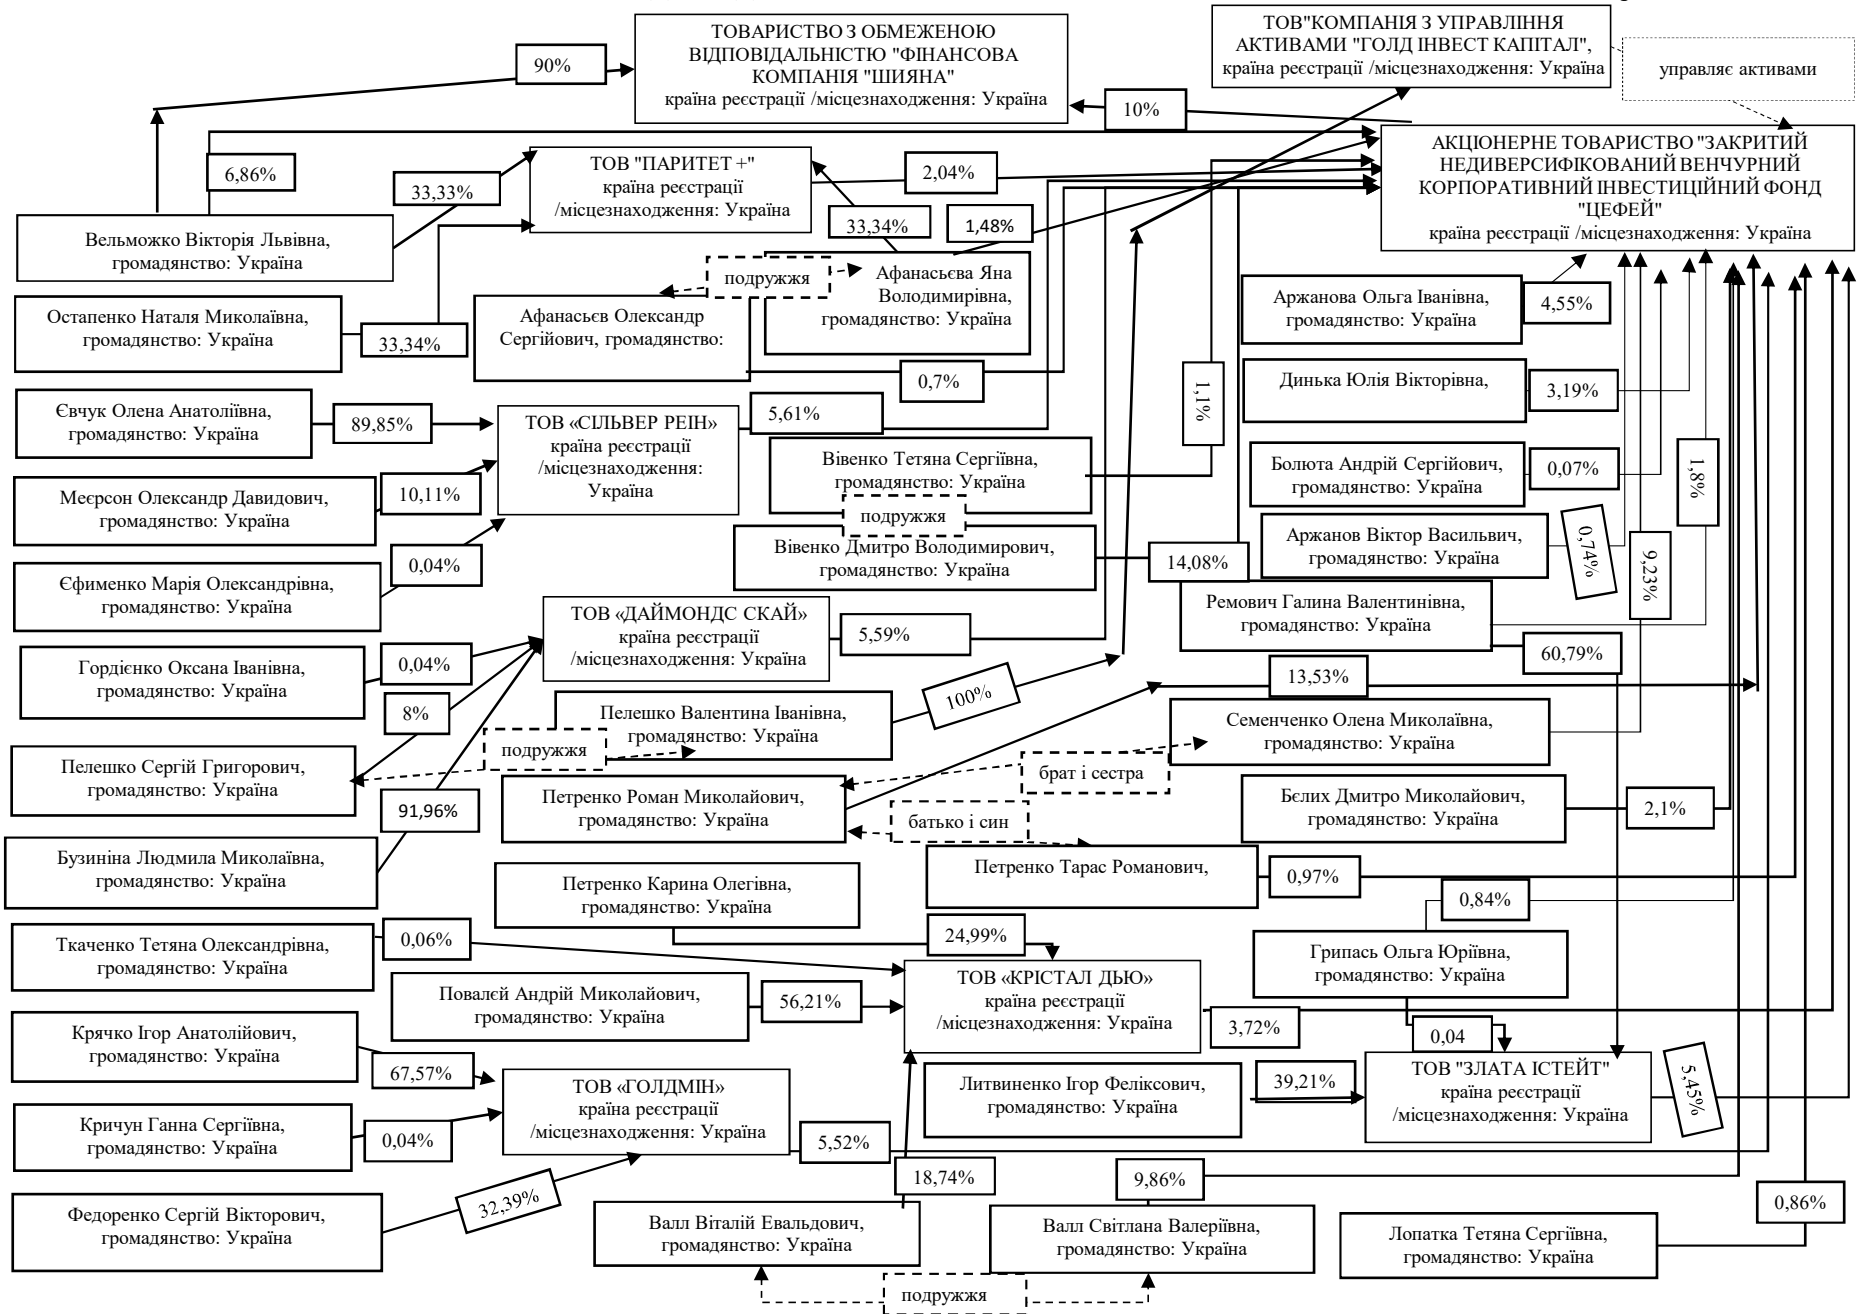 ТОВАРИСТВО З ОБМЕЖЕНОЮ
ВІДПОВІДАЛЬНІСТЮ "ФІНАНСОВА
КОМПАНІЯ "ШИЯНА"
країна реєстрації /місцезнаходження: Україна
ТОВ"КОМПАНІЯ З УПРАВЛІННЯ
АКТИВАМИ "ГОЛД ІНВЕСТ КАПІТАЛ",
країна реєстрації /місцезнаходження: Україна
управляє активами
90%
10%
АКЦІОНЕРНЕ ТОВАРИСТВО "ЗАКРИТИЙ
НЕДИВЕРСИФІКОВАНИЙ ВЕНЧУРНИЙ
КОРПОРАТИВНИЙ ІНВЕСТИЦІЙНИЙ ФОНД
"ЦЕФЕЙ"
країна реєстрації /місцезнаходження: Україна
6,86%
33,33%
ТОВ "ПАРИТЕТ +"
країна реєстрації
/місцезнаходження: Україна
2,04%
33,34%
1,48%
Вельможко Вікторія Львівна,
громадянство: Україна
Остапенко Наталя Миколаївна,
громадянство: Україна
33,34%
подружжя
Афанасьєв Олександр
Сергійович, громадянство:
Афанасьєва Яна
Володимирівна,
громадянство: Україна
0,7%
Аржанова Ольга Іванівна,
громадянство: Україна
4,55%
Динька Юлія Вікторівна,
3,19%
1,1%
Євчук Олена Анатоліївна,
громадянство: Україна
89,85%
ТОВ «СІЛЬВЕР РЕІН»
країна реєстрації
/місцезнаходження:
Україна
5,61%
Вівенко Тетяна Сергіївна,
громадянство: Україна
подружжя
Вівенко Дмитро Володимирович,
громадянство: Україна
14,08%
Болюта Андрій Сергійович,
громадянство: Україна
0,07%
1,8%
Меєрсон Олександр Давидович,
громадянство: Україна
10,11%
Аржанов Віктор Васильвич,
громадянство: Україна
0,74%
9,23%
Єфименко Марія Олександрівна,
громадянство: Україна
0,04%
ТОВ «ДАЙМОНДС СКАЙ»
країна реєстрації
/місцезнаходження: Україна
5,59%
Ремович Галина Валентинівна,
громадянство: Україна
60,79%
Гордієнко Оксана Іванівна,
громадянство: Україна
0,04%
8%
Пелешко Валентина Іванівна,
громадянство: Україна
100%
13,53%
Семенченко Олена Миколаївна,
громадянство: Україна
Пелешко Сергій Григорович,
громадянство: Україна
подружжя
брат і сестра
91,96%
Петренко Роман Миколайович,
громадянство: Україна
батько і син
Бєлих Дмитро Миколайович,
громадянство: Україна
2,1%
Бузиніна Людмила Миколаївна,
громадянство: Україна
Петренко Карина Олегівна,
громадянство: Україна
Петренко Тарас Романович,
0,97%
0,84%
Ткаченко Тетяна Олександрівна,
громадянство: Україна
0,06%
24,99%
Грипась Ольга Юріївна,
громадянство: Україна
Повалєй Андрій Миколайович,
громадянство: Україна
56,21%
ТОВ «КРІСТАЛ ДЬЮ»
країна реєстрації
/місцезнаходження: Україна
3,72%
0,04
Крячко Ігор Анатолійович,
громадянство: Україна
67,57%
ТОВ «ГОЛДМІН»
країна реєстрації
/місцезнаходження: Україна
5,52%
Литвиненко Ігор Феліксович,
громадянство: Україна
39,21%
ТОВ "ЗЛАТА ІСТЕЙТ"
країна реєстрації
/місцезнаходження: Україна
5,45%
Кричун Ганна Сергіївна,
громадянство: Україна
0,04%
Федоренко Сергій Вікторович,
громадянство: Україна
32,39%
18,74%
9,86%
0,86%
Валл Віталій Евальдович,
громадянство: Україна
Валл Світлана Валеріївна,
громадянство: Україна
Лопатка Тетяна Сергіївна,
громадянство: Україна
подружжя